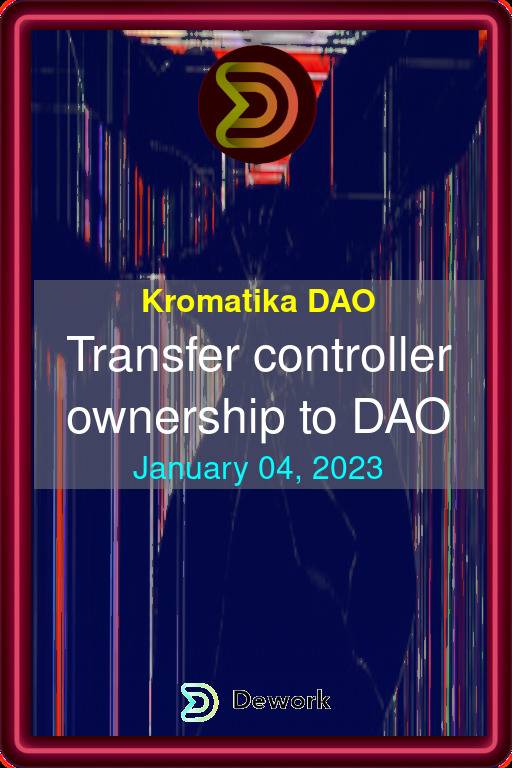 Kromatika DAO
Transfer controller
ownership to DAO
January 04, 2023
Dework